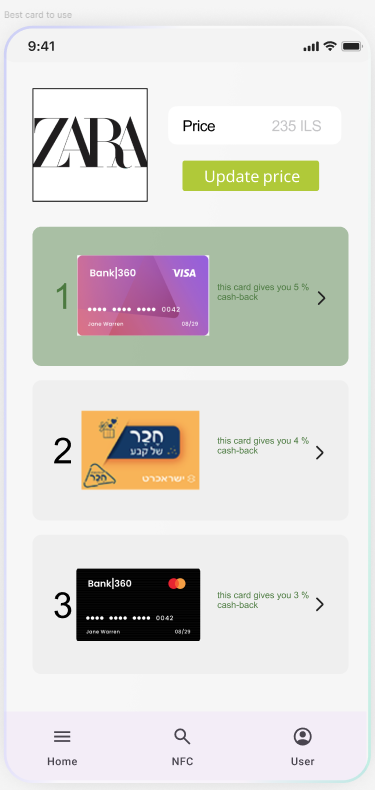 Best card to use
9:41
ZARA
Price 235 ILS
Update price
1
Bank|360 VISA
•••• •••• •••• 0042
Jane Warren 08/29
this card gives you 5 %
cash-back
2
חבר
של קבע
חבר
ישראכרט
this card gives you 4 %
cash-back
3
Bank|360
•••• •••• •••• 0042
Jane Warren 08/29
this card gives you 3 %
cash-back
Home NFC User